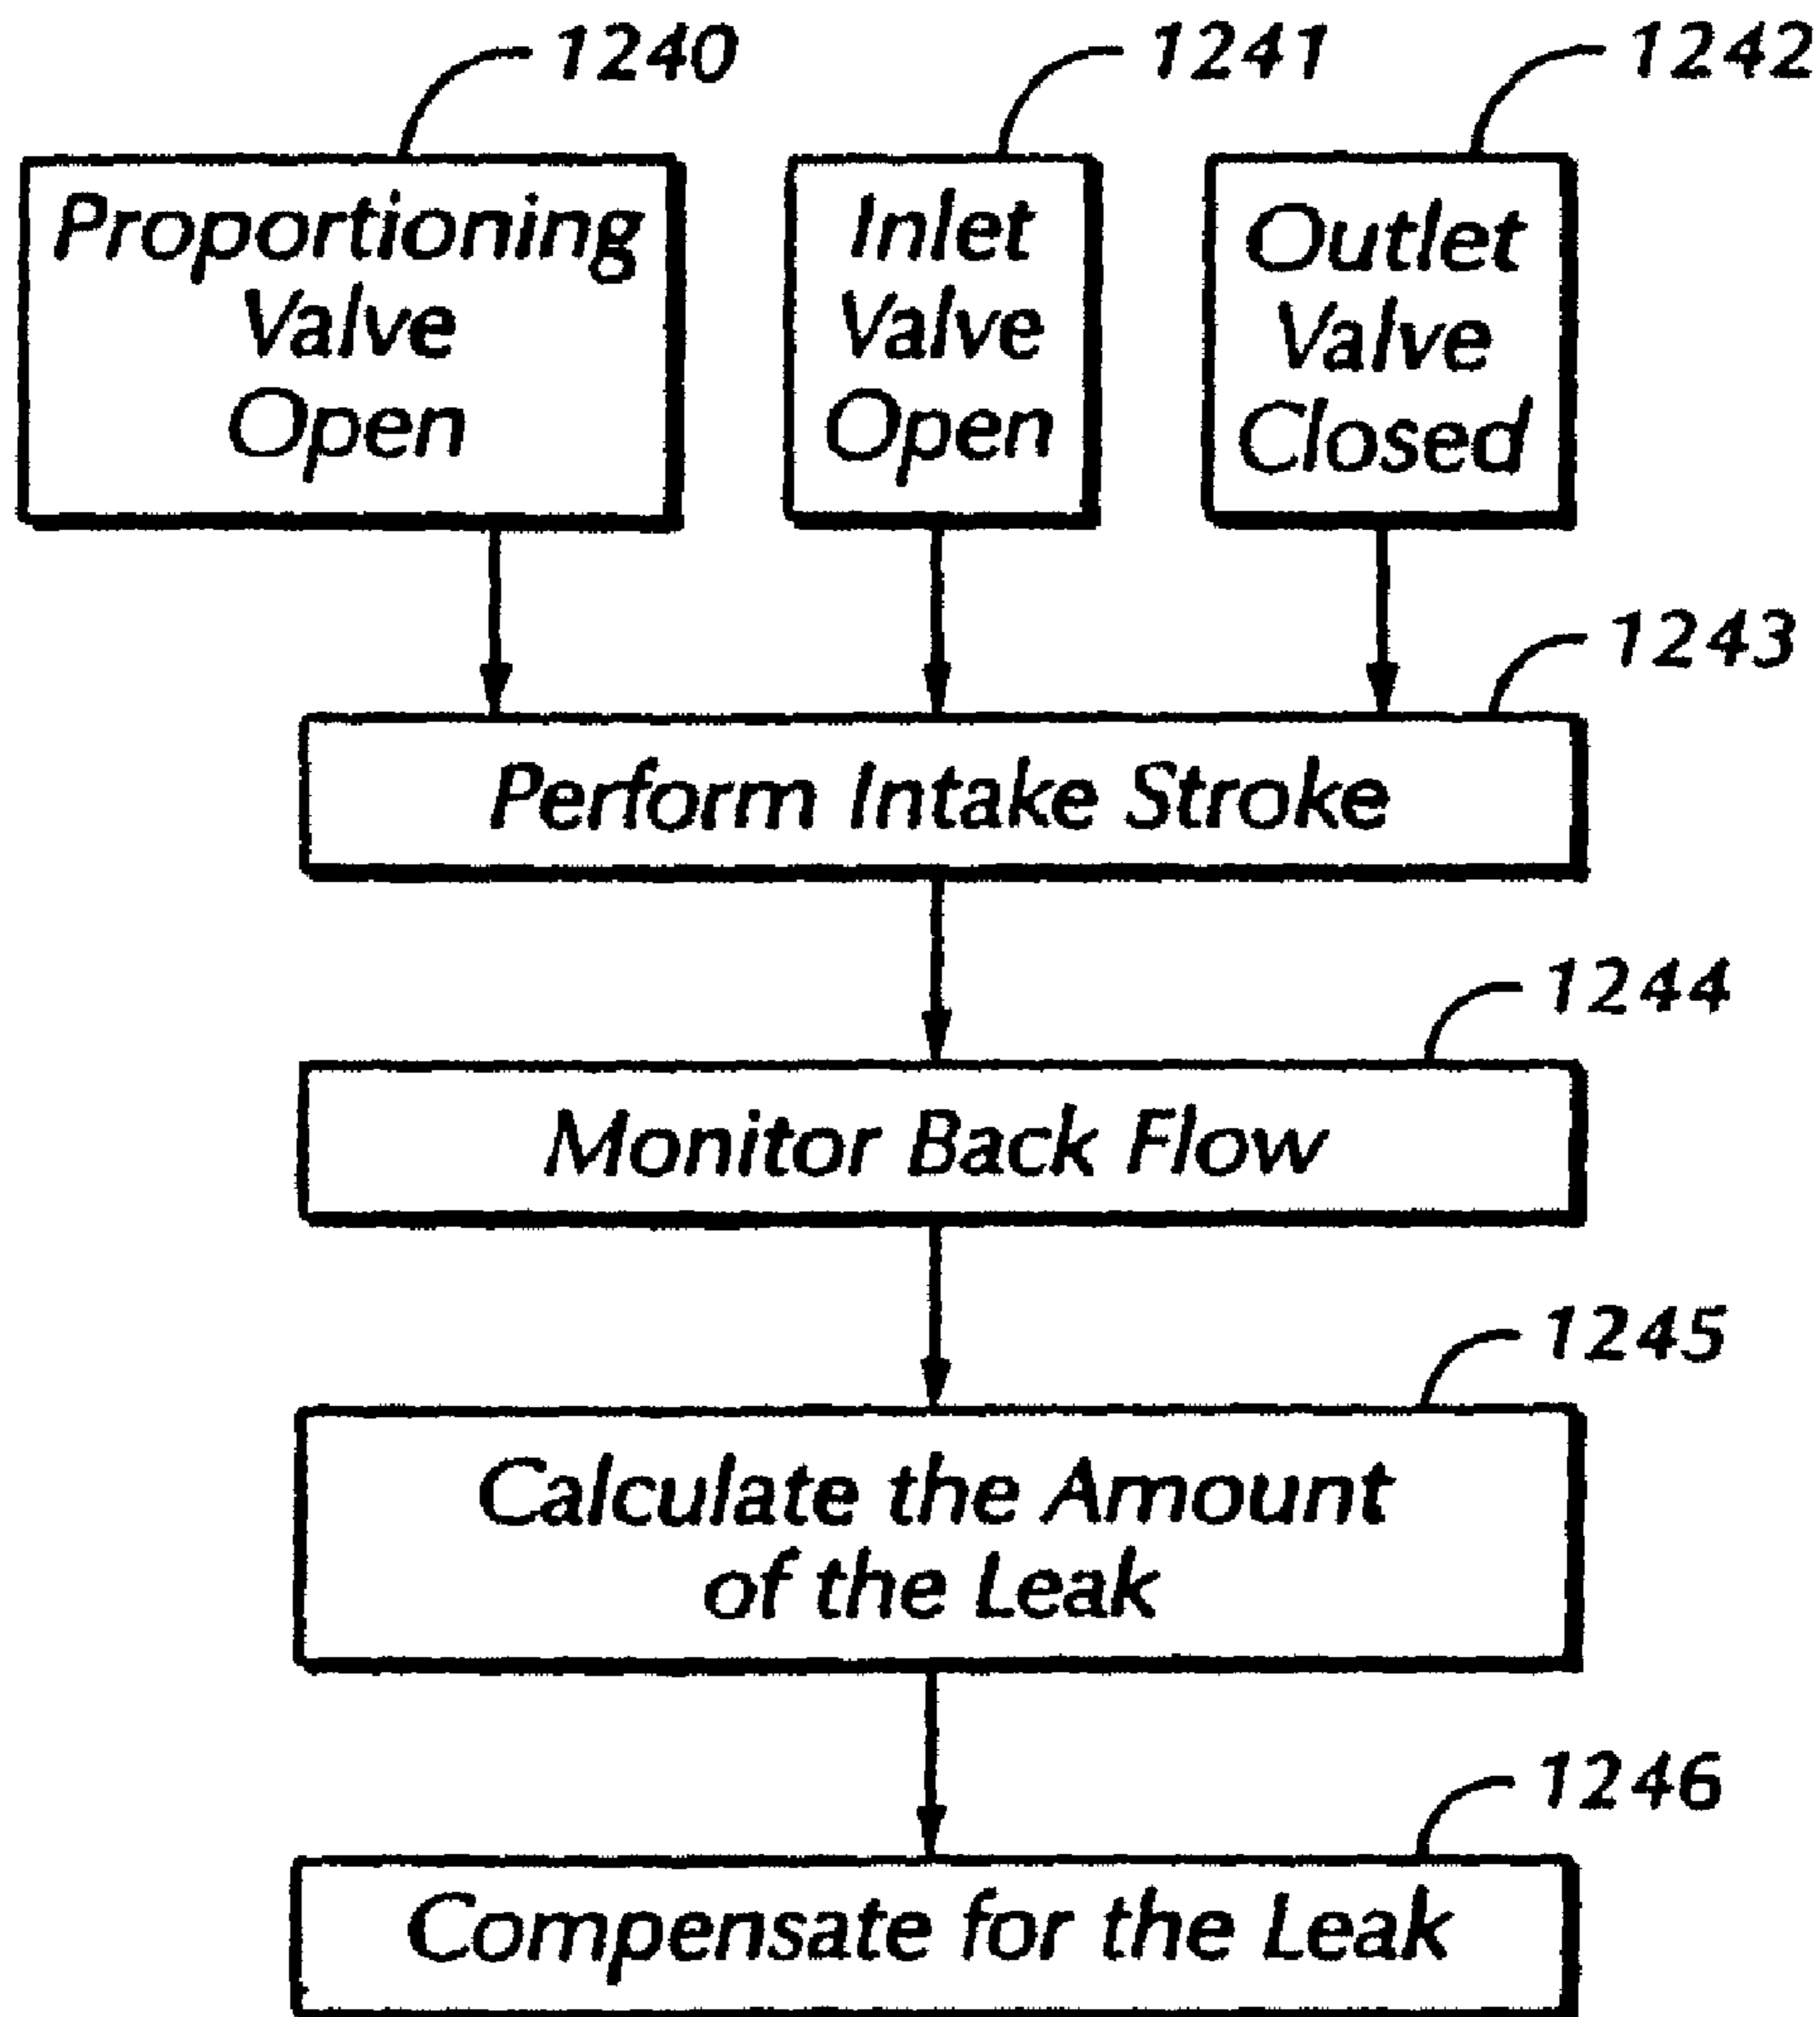 1240
1241
1242
Proportioning
Valve
Open
Inlet
Valve
Open
Outlet
Valve
Closed
1243
Perform Intake Stroke
1244
Monitor Back Flow
1245
Calculate the Amount
of the Leak
1246
Compensate for the Leak